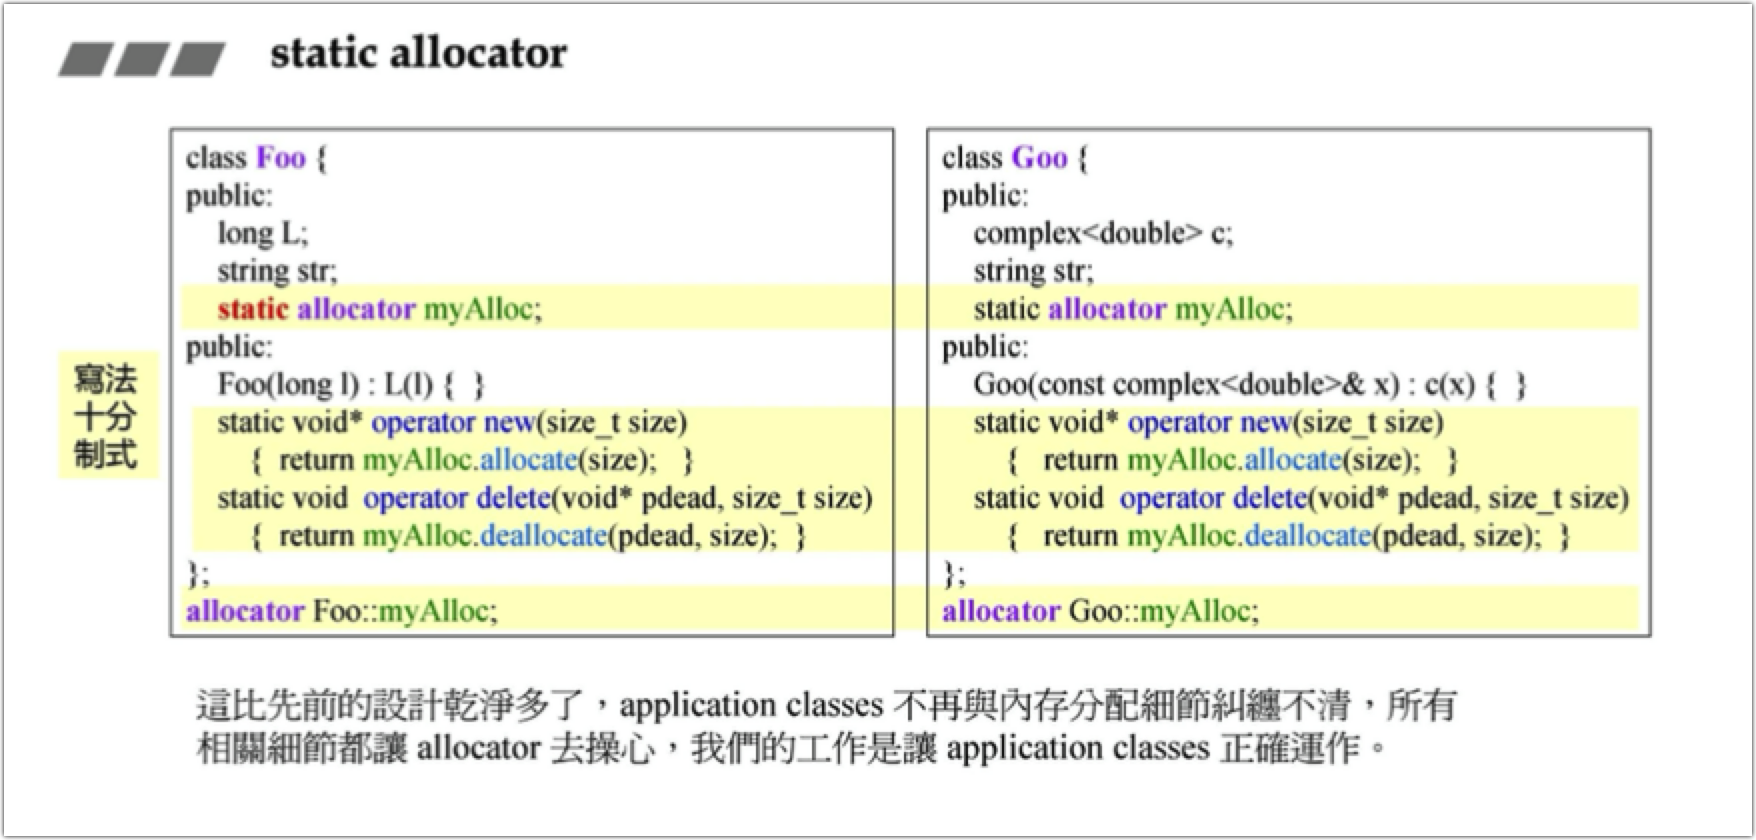 static allocator
class Foo {
public:
long L;
string str;
static allocator myAlloc;
public:
Foo(long l) : L(l) {  }
static void* operator new(size_t size)
{  return myAlloc.allocate(size);   }
static void  operator delete(void* pdead, size_t size)
{  return myAlloc.deallocate(pdead, size);  }
};
allocator Foo::myAlloc;
class Goo {
public:
complex<double> c;
string str;
static allocator myAlloc;
public:
Goo(const complex<double>& x) : c(x) {  }
static void* operator new(size_t size)
{   return myAlloc.allocate(size);   }
static void  operator delete(void* pdead, size_t size)
{   return myAlloc.deallocate(pdead, size);  }
};
allocator Goo::myAlloc;
寫法
十分
制式
這比先前的設計乾淨多了，application classes 不再與內存分配細節糾纏不清，所有
相關細節都讓 allocator 去操心，我們的工作是讓 application classes 正確運作。